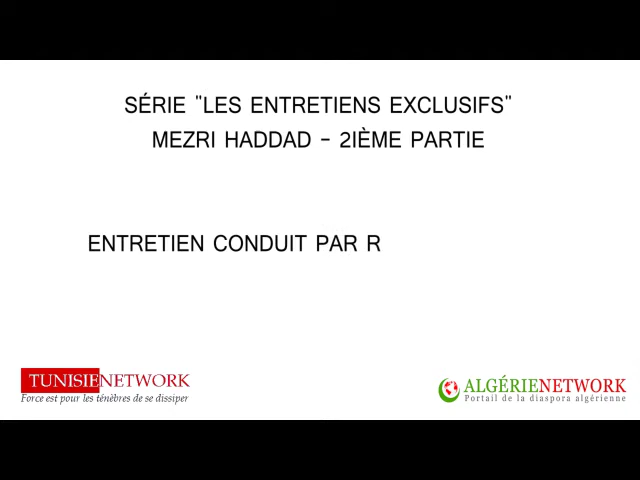 SÉRIE "LES ENTRETIENS EXCLUSIFS"
MEZRI HADDAD - 2IÈME PARTIE
ENTRETIEN CONDUIT PAR R
TUNISIENETWORK
Force est pour les ténèbres de se dissiper
ALGÉRIENETWORK
Portail de la diaspora algérienne